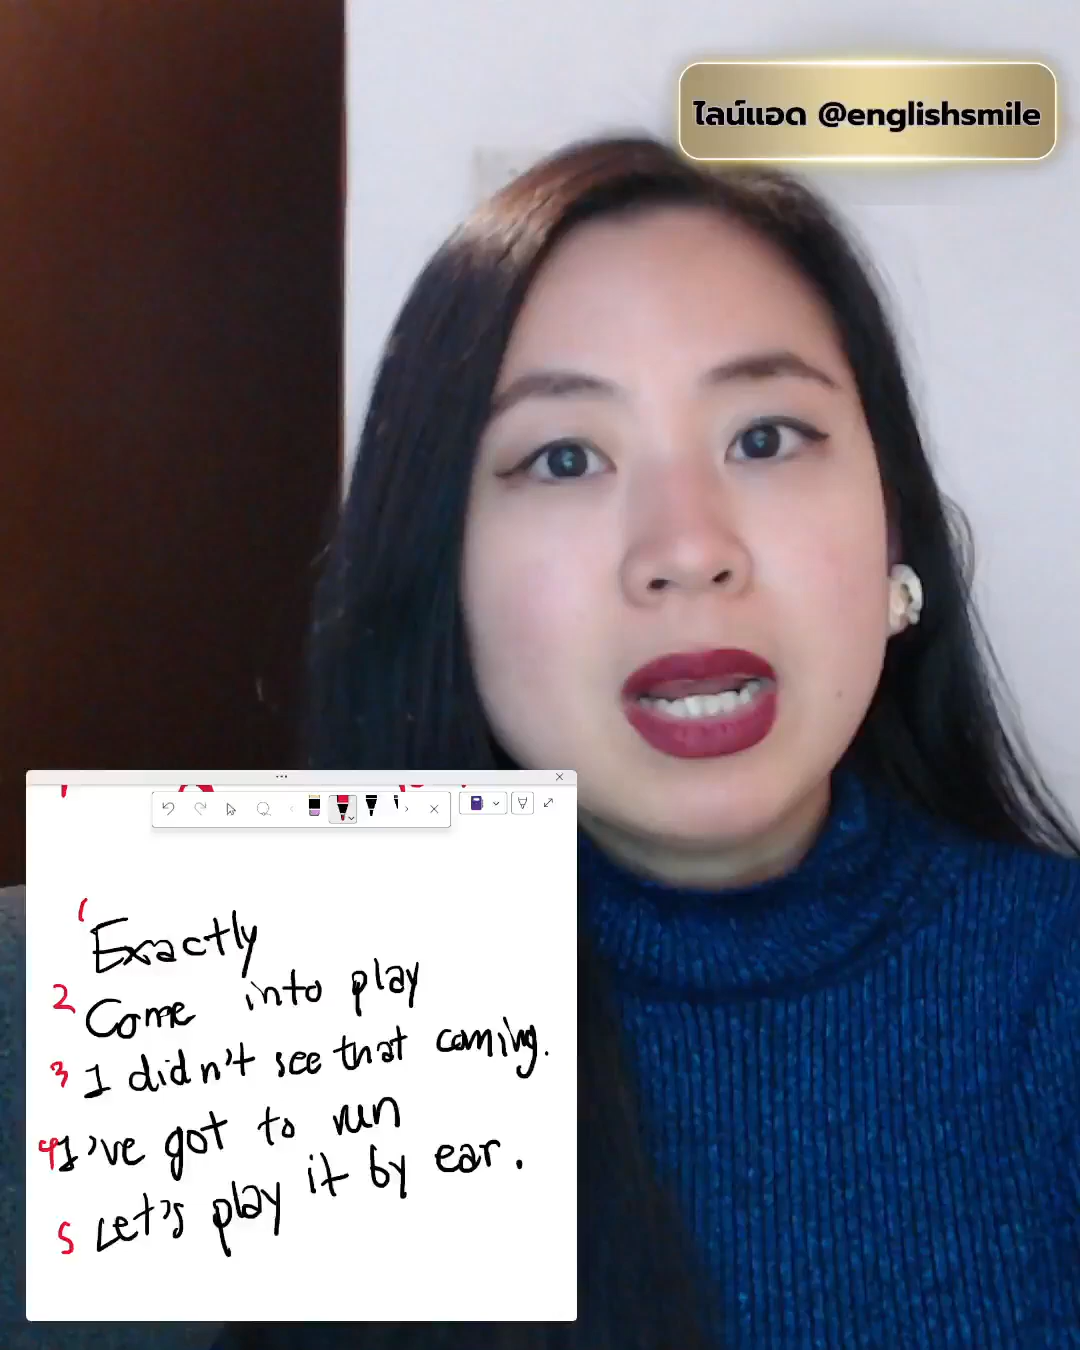 ไลน์แอด @englishsmile
1 Exactly
2 Come into play
3 I didn't see that coming.
4 I've got to run
5 Let's play it by ear.